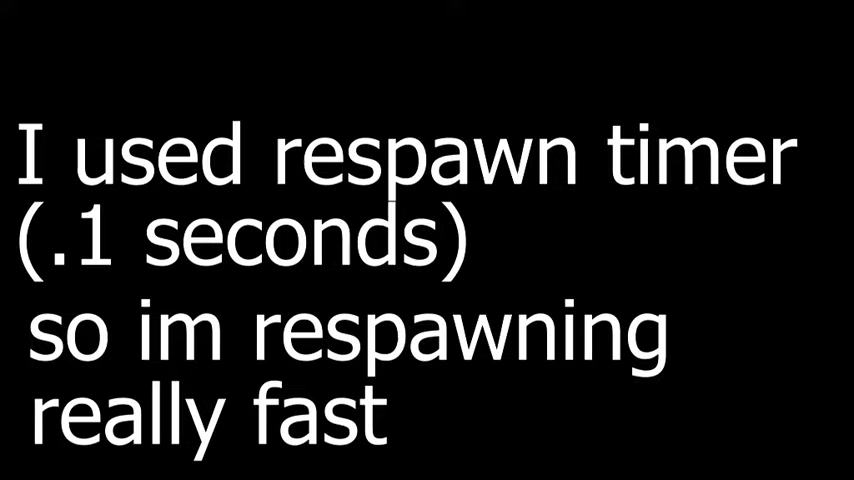 I used respawn timer
(.1 seconds)
so im respawning
really fast